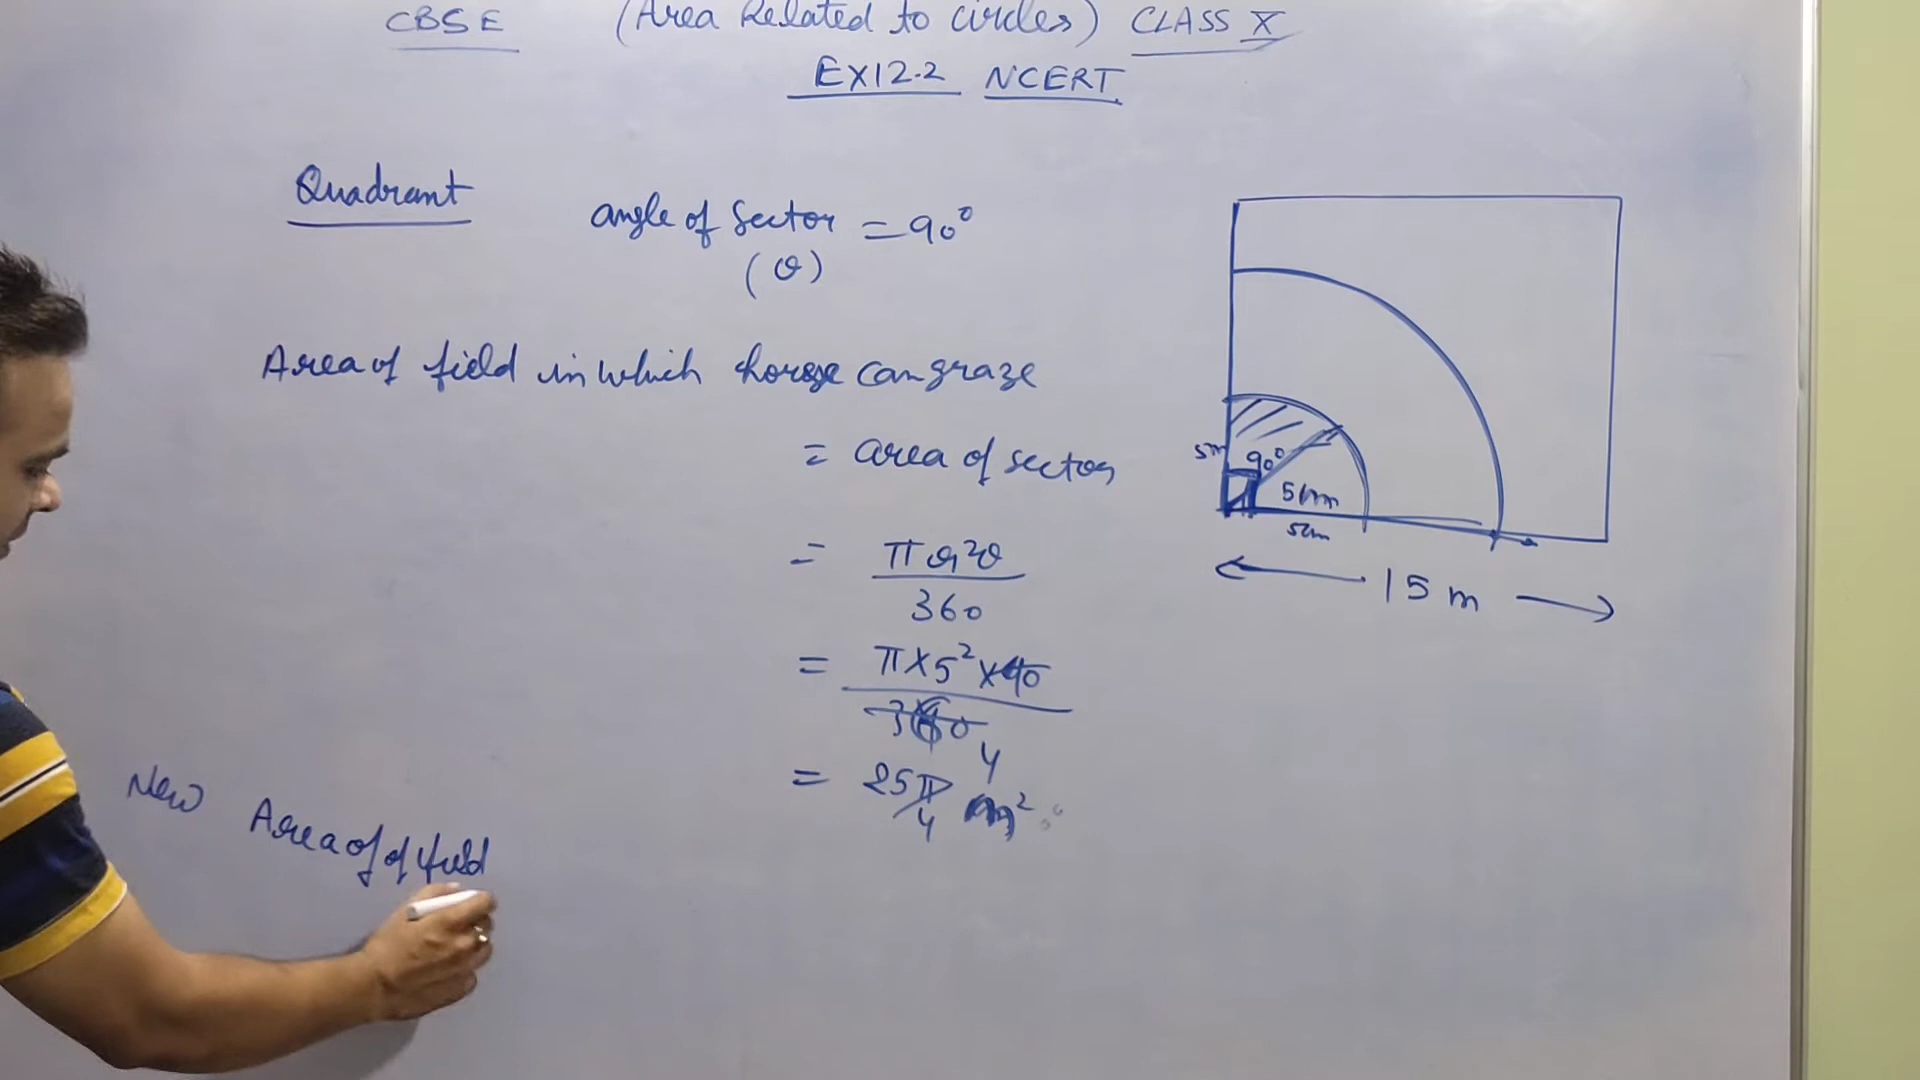 CBSE (Area Related to circles) CLASS X
EX12.2 NCERT
Quadrant
angle of Sector = 90°
(θ)
Area of field in which horse can graze
= area of sector
= πr²θ
360
= π×5²×90
360
4
= 25π m²
4
New Area of of field
5m
90°
5m
5cm
15 m